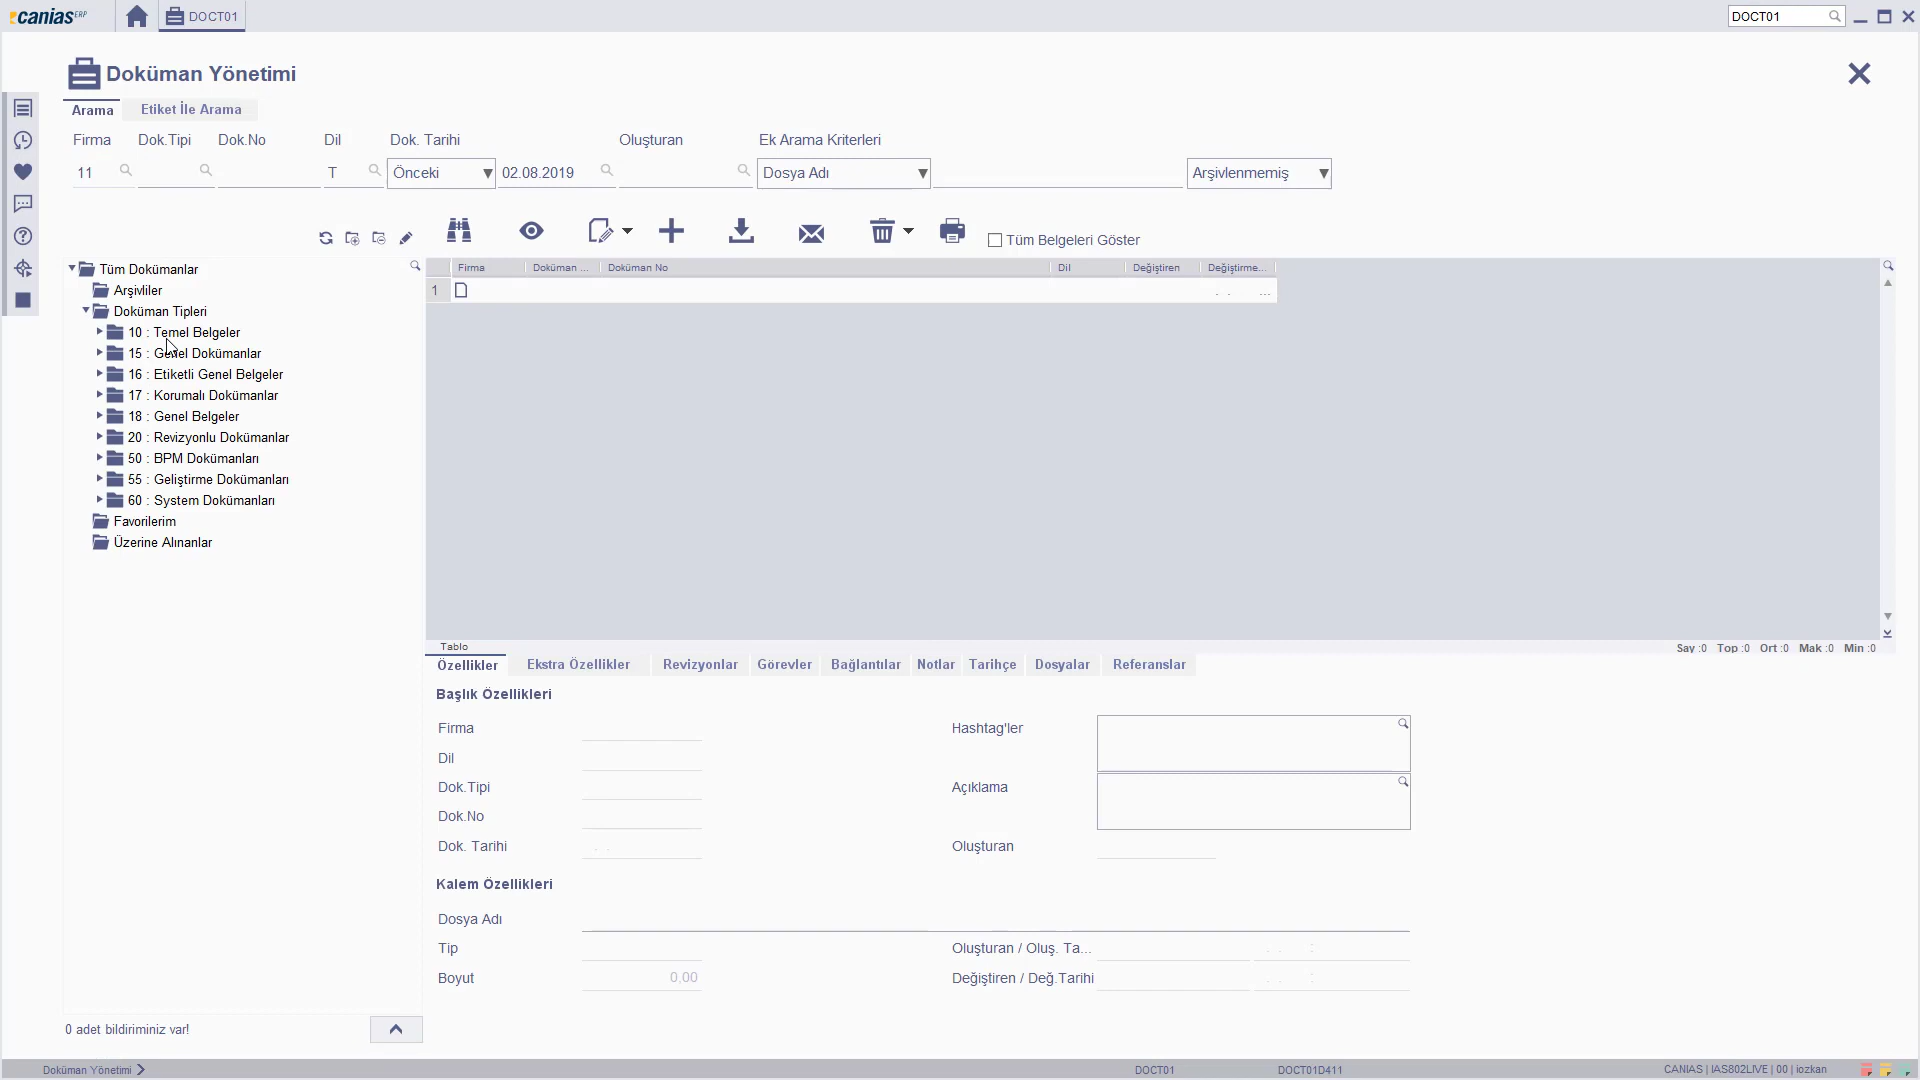 caniasERP DOCT01 DOCT01
Doküman Yönetimi
Arama Etiket İle Arama
Firma Dok.Tipi Dok.No Dil Dok. Tarihi Oluşturan Ek Arama Kriterleri
11 T Önceki 02.08.2019 Dosya Adı Arşivlenmemiş
Tüm Belgeleri Göster
Tüm Dokümanlar
Arşivliler
Doküman Tipleri
10 : Temel Belgeler
15 : Genel Dokümanlar
16 : Etiketli Genel Belgeler
17 : Korumalı Dokümanlar
18 : Genel Belgeler
20 : Revizyonlu Dokümanlar
50 : BPM Dokümanları
55 : Geliştirme Dokümanları
60 : System Dokümanları
Favorilerim
Üzerine Alınanlar
Firma Doküman ... Doküman No Dil Değiştiren Değiştirme...
1 . . ...
Tablo Say :0 Top :0 Ort :0 Mak :0 Min :0
Özellikler Ekstra Özellikler Revizyonlar Görevler Bağlantılar Notlar Tarihçe Dosyalar Referanslar
Başlık Özellikleri
Firma Hashtag'ler
Dil
Dok.Tipi Açıklama
Dok.No
Dok. Tarihi . . Oluşturan
Kalem Özellikleri
Dosya Adı
Tip Oluşturan / Oluş. Ta... . . :
Boyut 0.00 Değiştiren / Değ.Tarihi . . :
0 adet bildiriminiz var!
Doküman Yönetimi DOCT01 DOCT01D411 CANIAS | IAS802LIVE | 00 | iozkan